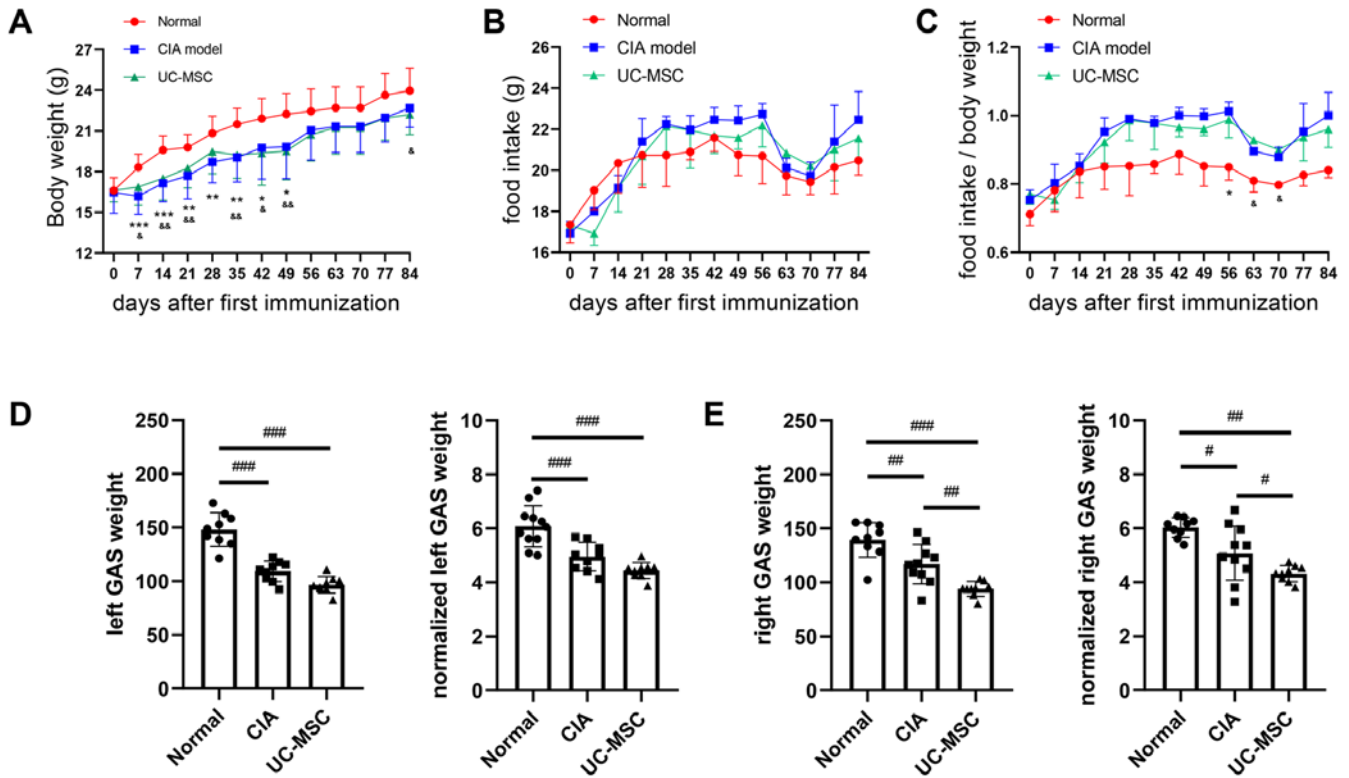 A
Normal
CIA model
UC-MSC
Body weight (g)
27
24
21
18
15
12
***
&
***
&&
**
&&
**
**
&&
*
&
*
&&
&
0 7 14 21 28 35 42 49 56 63 70 77 84
days after first immunization
B
Normal
CIA model
UC-MSC
food intake (g)
26
24
22
20
18
16
0 7 14 21 28 35 42 49 56 63 70 77 84
days after first immunization
C
Normal
CIA model
UC-MSC
food intake / body weight
1.2
1.0
0.8
0.6
*
&
&
0 7 14 21 28 35 42 49 56 63 70 77 84
days after first immunization
D
left GAS weight
250
200
150
100
50
0
###
###
Normal
CIA
UC-MSC
normalized left GAS weight
10
8
6
4
2
0
###
###
Normal
CIA
UC-MSC
E
right GAS weight
250
200
150
100
50
0
###
##
##
Normal
CIA
UC-MSC
normalized right GAS weight
10
8
6
4
2
0
##
#
#
Normal
CIA
UC-MSC